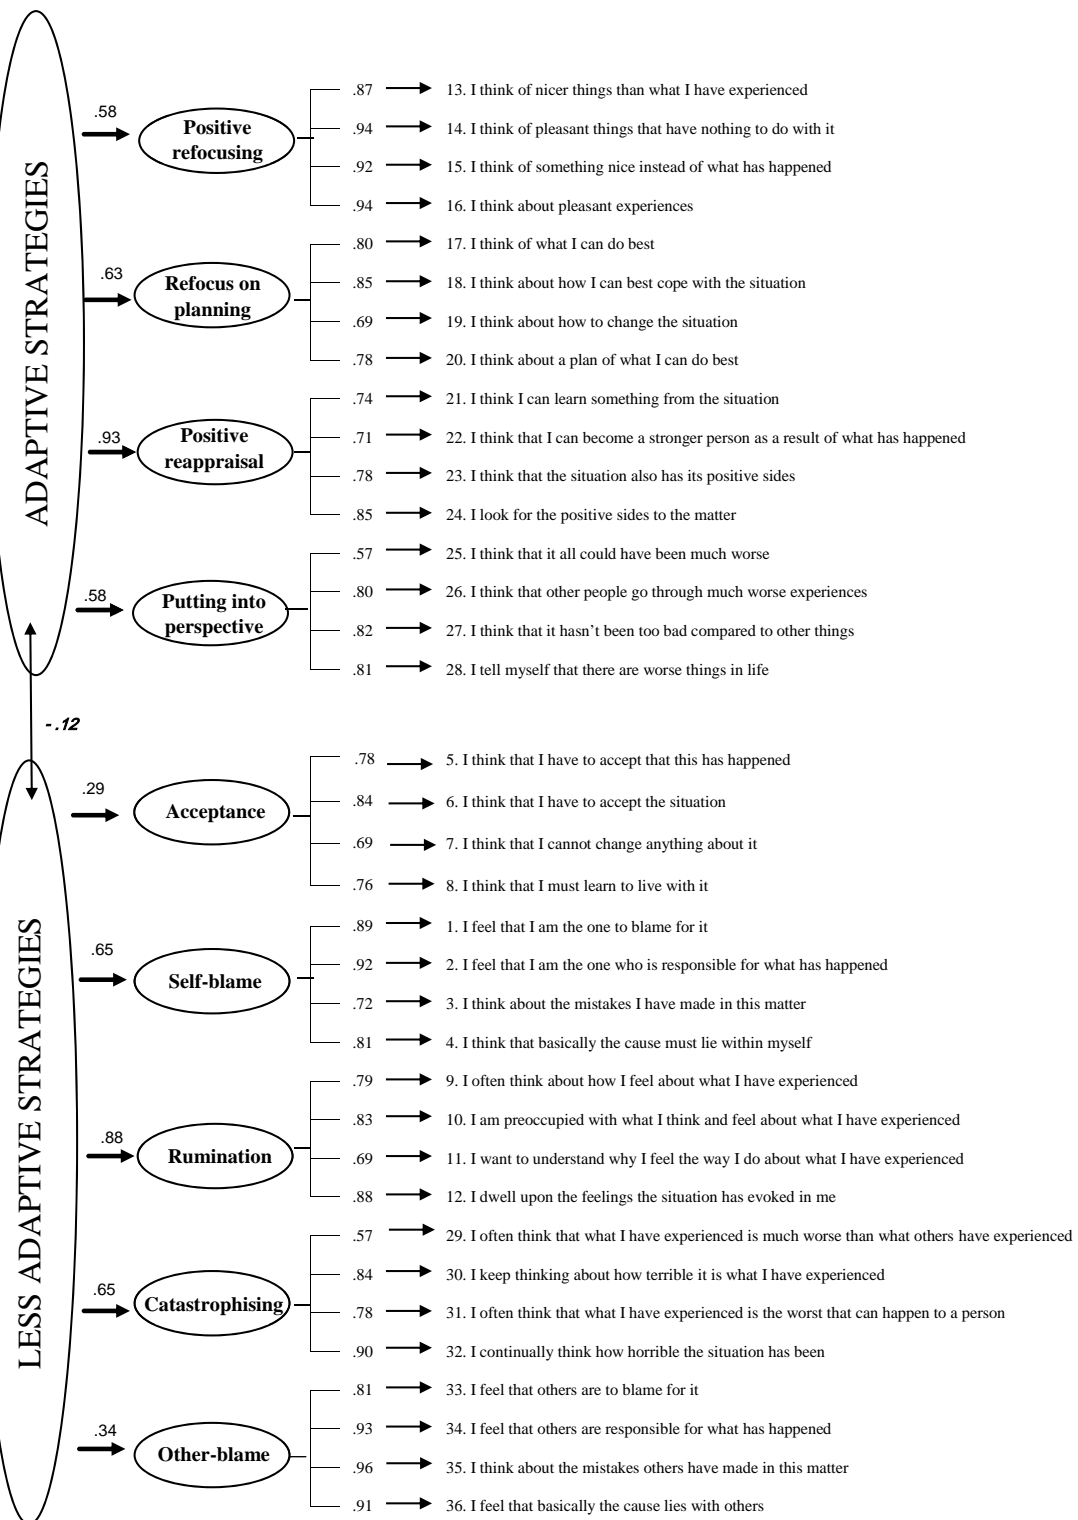 ADAPTIVE STRATEGIES
.58
Positive
refocusing
.87 13. I think of nicer things than what I have experienced
.94 14. I think of pleasant things that have nothing to do with it
.92 15. I think of something nice instead of what has happened
.94 16. I think about pleasant experiences
.63
Refocus on
planning
.80 17. I think of what I can do best
.85 18. I think about how I can best cope with the situation
.69 19. I think about how to change the situation
.78 20. I think about a plan of what I can do best
.93
Positive
reappraisal
.74 21. I think I can learn something from the situation
.71 22. I think that I can become a stronger person as a result of what has happened
.78 23. I think that the situation also has its positive sides
.85 24. I look for the positive sides to the matter
.58
Putting into
perspective
.57 25. I think that it all could have been much worse
.80 26. I think that other people go through much worse experiences
.82 27. I think that it hasn't been too bad compared to other things
.81 28. I tell myself that there are worse things in life
-.12
LESS ADAPTIVE STRATEGIES
.29
Acceptance
.78 5. I think that I have to accept that this has happened
.84 6. I think that I have to accept the situation
.69 7. I think that I cannot change anything about it
.76 8. I think that I must learn to live with it
.65
Self-blame
.89 1. I feel that I am the one to blame for it
.92 2. I feel that I am the one who is responsible for what has happened
.72 3. I think about the mistakes I have made in this matter
.81 4. I think that basically the cause must lie within myself
.88
Rumination
.79 9. I often think about how I feel about what I have experienced
.83 10. I am preoccupied with what I think and feel about what I have experienced
.69 11. I want to understand why I feel the way I do about what I have experienced
.88 12. I dwell upon the feelings the situation has evoked in me
.65
Catastrophising
.57 29. I often think that what I have experienced is much worse than what others have experienced
.84 30. I keep thinking about how terrible it is what I have experienced
.78 31. I often think that what I have experienced is the worst that can happen to a person
.90 32. I continually think how horrible the situation has been
.34
Other-blame
.81 33. I feel that others are to blame for it
.93 34. I feel that others are responsible for what has happened
.96 35. I think about the mistakes others have made in this matter
.91 36. I feel that basically the cause lies with others